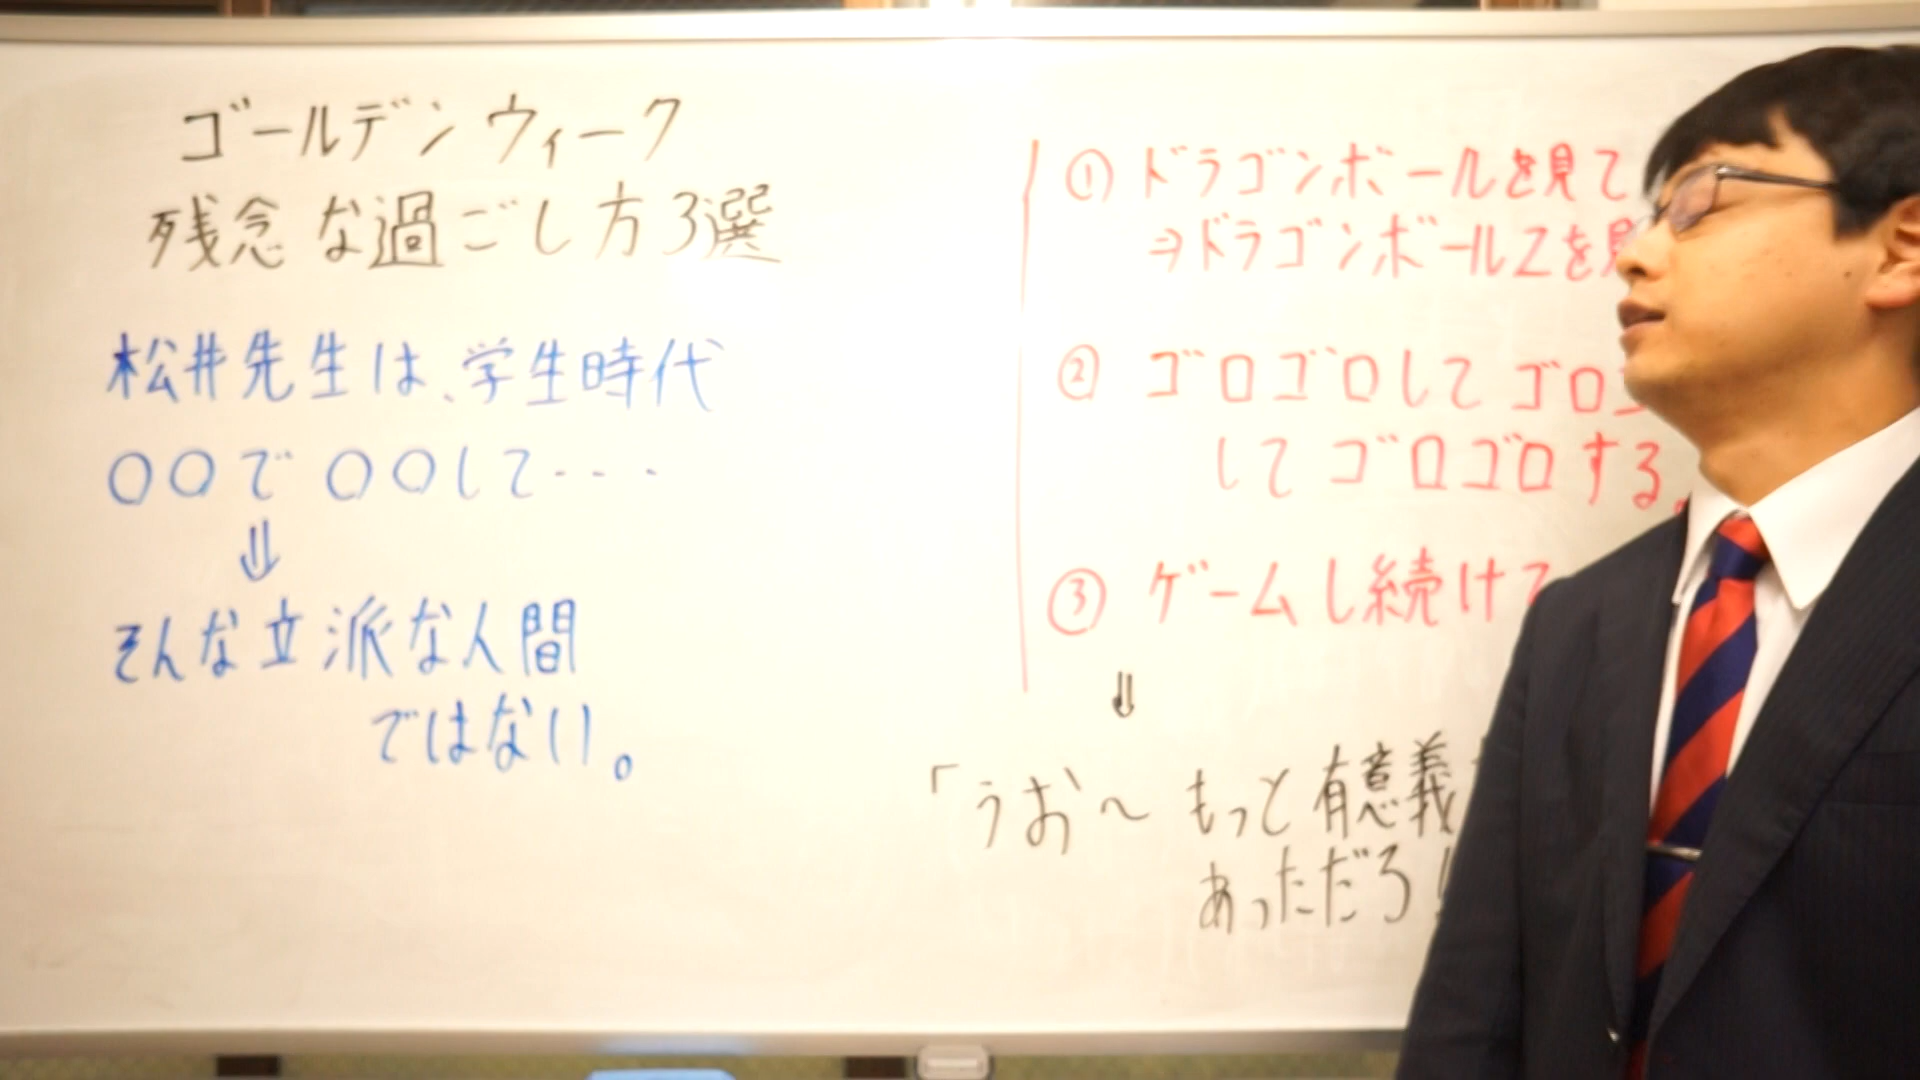 ゴールデンウィーク
残念な過ごし方3選
松井先生は、学生時代
〇〇で〇〇して・・・
⇓
そんな立派な人間
ではない。
① ドラゴンボールを見て
⇒ドラゴンボールZを見
② ゴロゴロしてゴロ
してゴロゴロする。
③ ゲームし続けて
⇓
「うお〜もっと有意義
あっただろ!